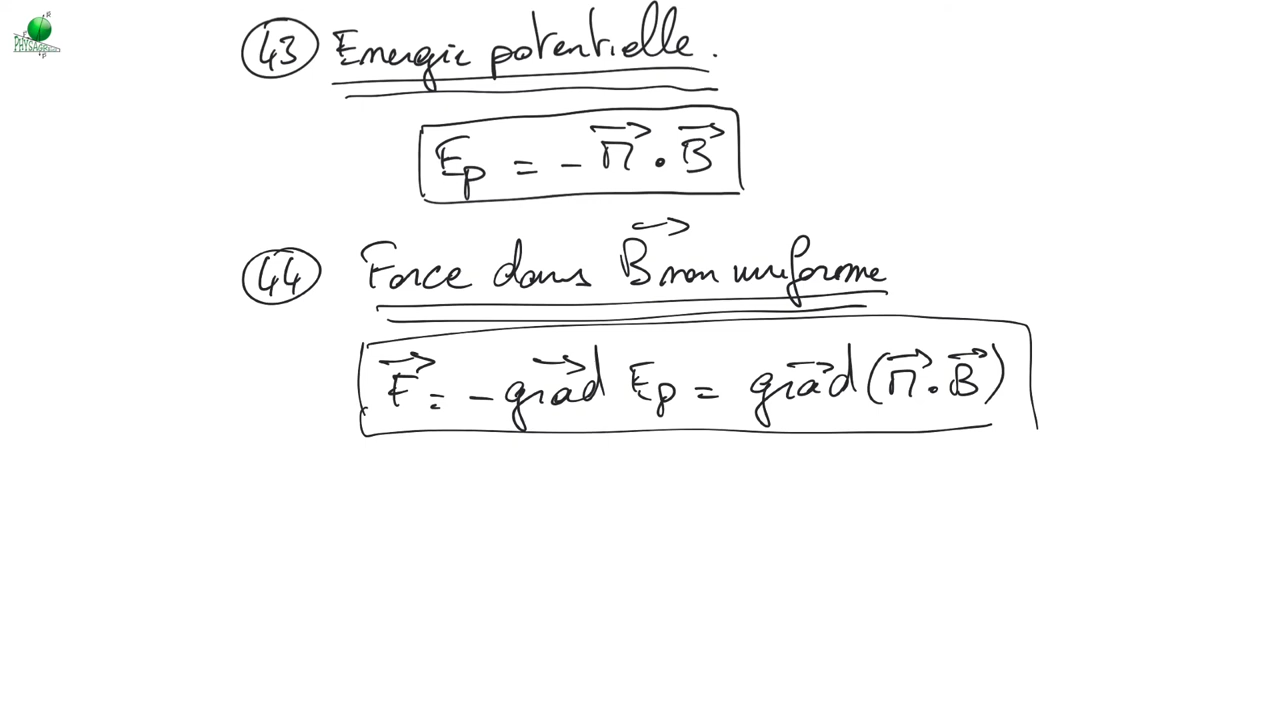 43 Energie potentielle.
Ep = - M⃗ . B⃗
44 Force dans B⃗ non uniforme
F⃗ = - grad⃗ Ep = grad⃗ (M⃗ . B⃗)